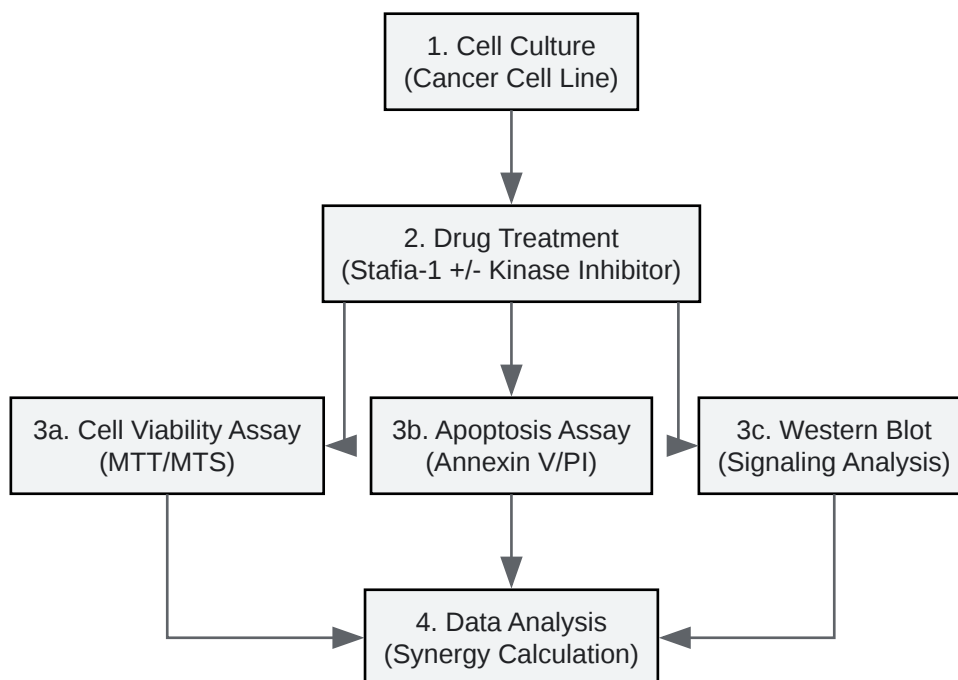 1. Cell Culture
(Cancer Cell Line)
2. Drug Treatment
(Stafia-1 +/- Kinase Inhibitor)
3a. Cell Viability Assay
(MTT/MTS)
3b. Apoptosis Assay
(Annexin V/PI)
3c. Western Blot
(Signaling Analysis)
4. Data Analysis
(Synergy Calculation)